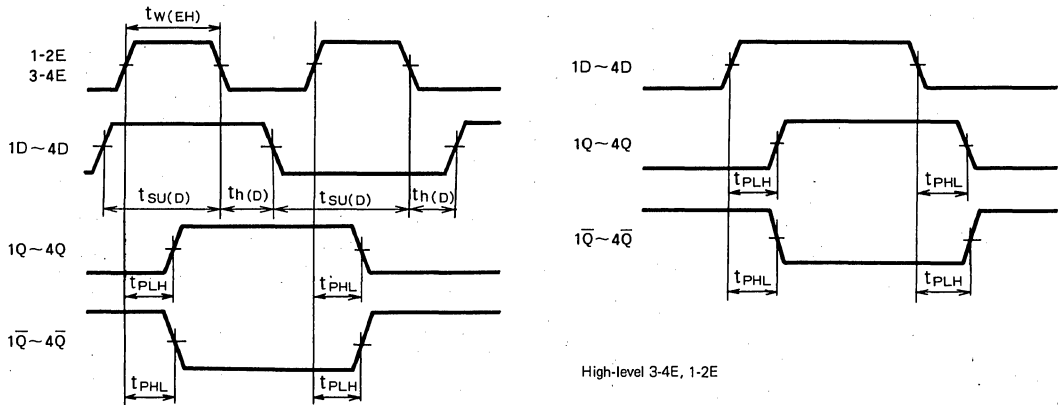 tW(EH)
1-2E
3-4E
1D~4D
tSU(D)
th(D)
tSU(D)
th(D)
1Q~4Q
tPLH
tPHL
1Q̅~4Q̅
tPHL
tPLH
1D~4D
1Q~4Q
tPLH
tPHL
1Q̅~4Q̅
tPHL
tPLH
High-level 3-4E, 1-2E